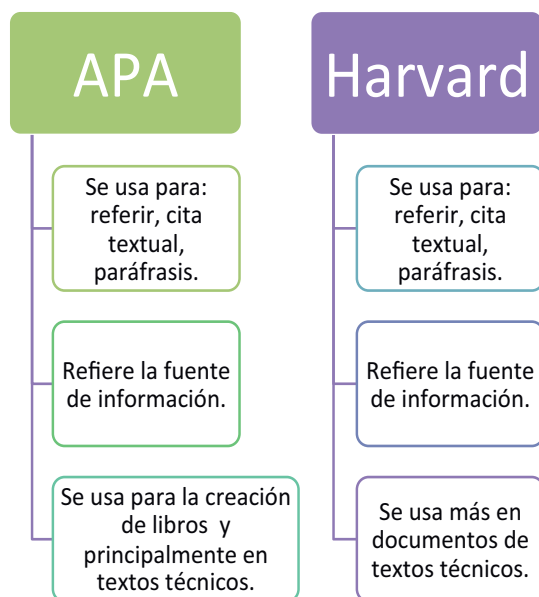 APA
Se usa para:
referir, cita
textual,
paráfrasis.
Refiere la fuente
de información.
Se usa para la creación
de libros y
principalmente en
textos técnicos.
Harvard
Se usa para:
referir, cita
textual,
paráfrasis.
Refiere la fuente
de información.
Se usa más en
documentos de
textos técnicos.